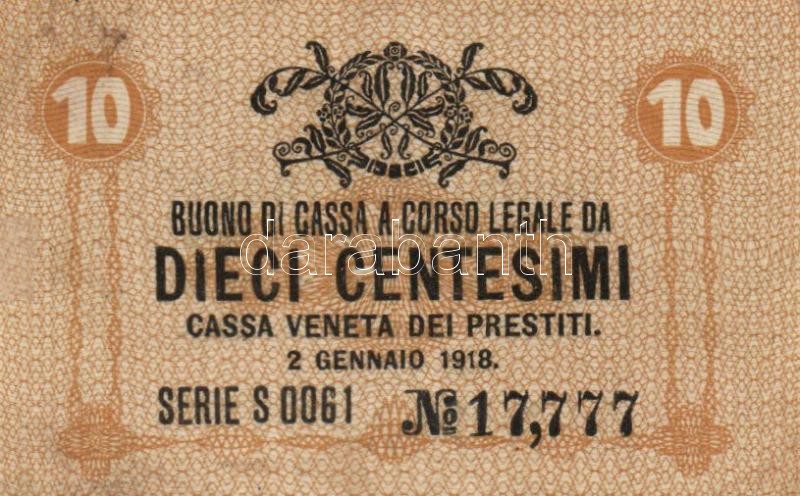 10 10
BUONO DI CASSA A CORSO LEGALE DA
darabanth
DIECI CENTESIMI
CASSA VENETA DEI PRESTITI.
2 GENNAIO 1918.
SERIE S 0061 No 17,777